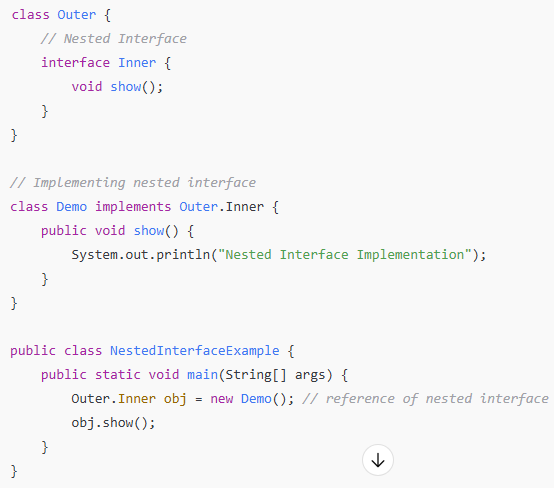 class Outer {
    // Nested Interface
    interface Inner {
        void show();
    }
}

// Implementing nested interface
class Demo implements Outer.Inner {
    public void show() {
        System.out.println("Nested Interface Implementation");
    }
}

public class NestedInterfaceExample {
    public static void main(String[] args) {
        Outer.Inner obj = new Demo(); // reference of nested interface
        obj.show();
    }
}